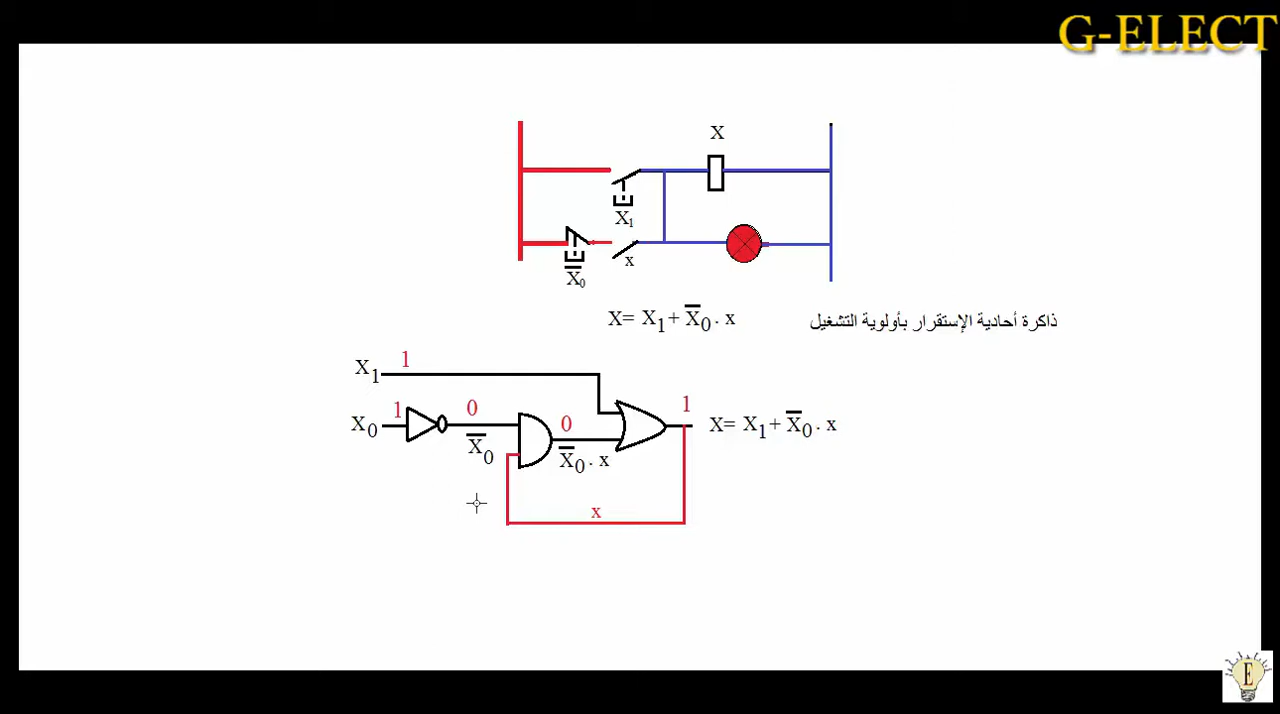 G-ELECT
X
X₁
X̅₀
x
X= X₁+ X̅₀. x
ذاكرة أحادية الإستقرار بأولوية التشغيل
X₁ 1
X₀ 1 0 0 1 X= X₁+ X̅₀. x
X̅₀ X̅₀. x
x
E